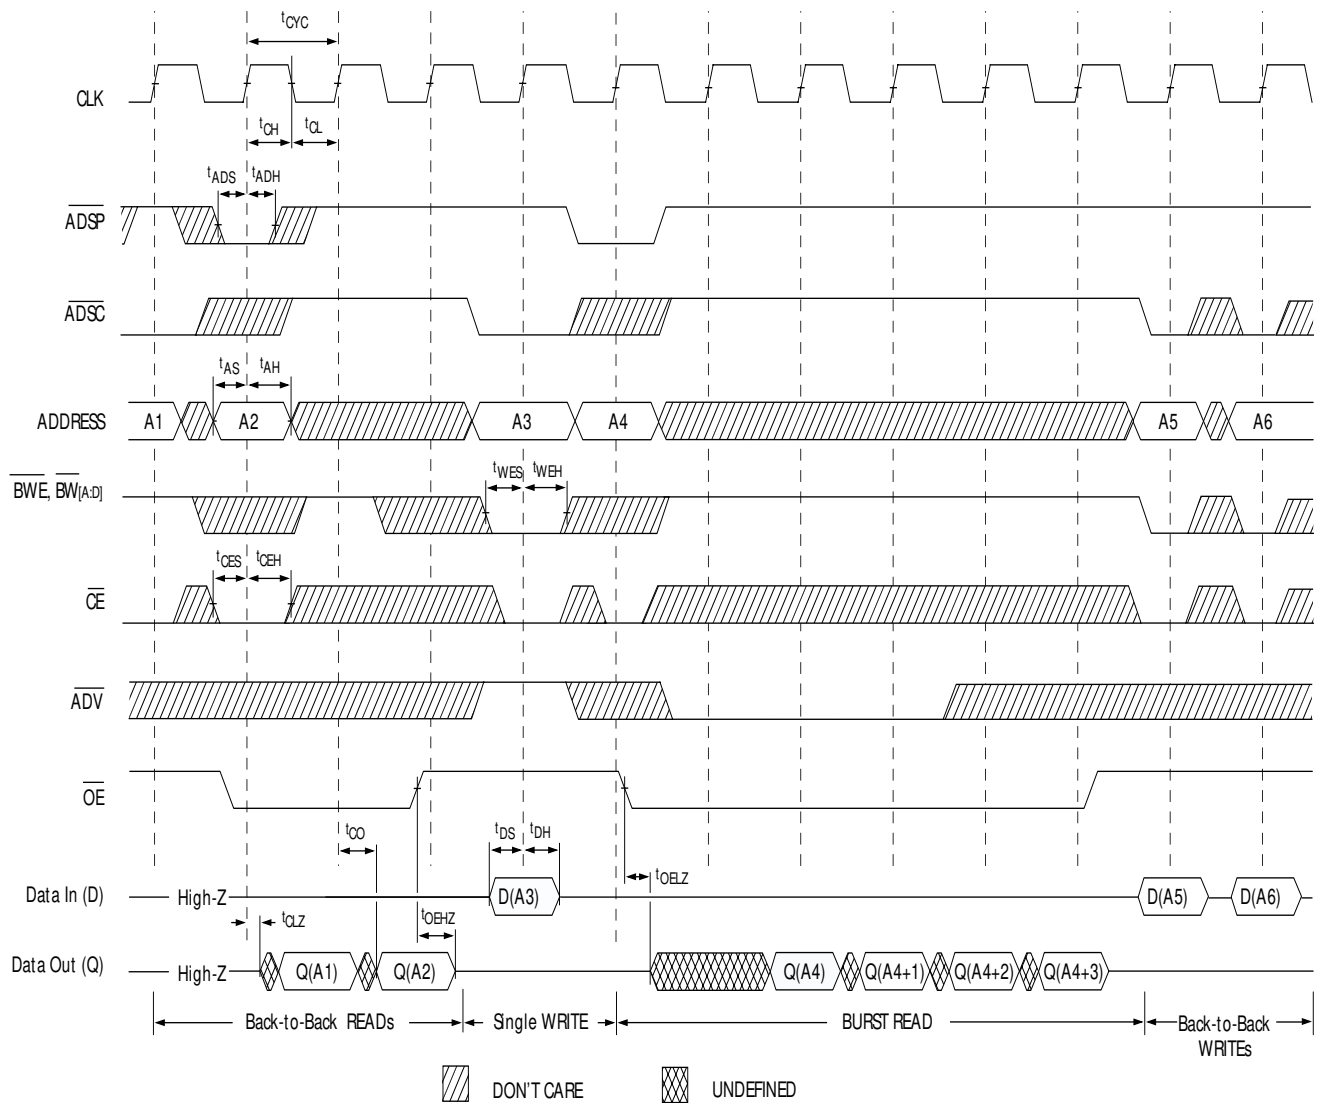 tCYC
CLK
tCH tCL
tADS tADH
ADSP
ADSC
tAS tAH
ADDRESS A1 A2 A3 A4 A5 A6
tWES tWEH
BWE, BW[A:D]
tCES tCEH
CE
ADV
OE
tCO tDS tDH
tOELZ
Data In (D) High-Z D(A3) D(A5) D(A6)
tCLZ tOEHZ
Data Out (Q) High-Z Q(A1) Q(A2) Q(A4) Q(A4+1) Q(A4+2) Q(A4+3)
Back-to-Back READs Single WRITE BURST READ Back-to-Back
WRITEs
DON'T CARE UNDEFINED